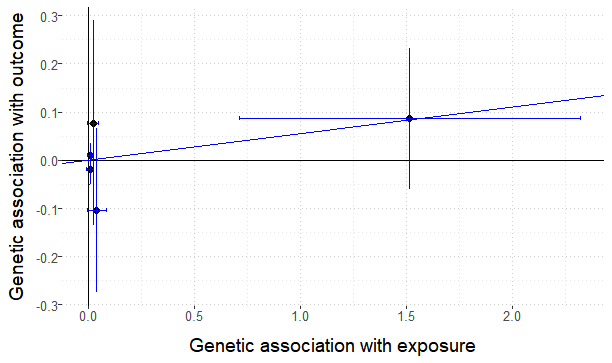 Genetic association with outcome
0.3
0.2
0.1
0.0
-0.1
-0.2
-0.3
0.0 0.5 1.0 1.5 2.0
Genetic association with exposure